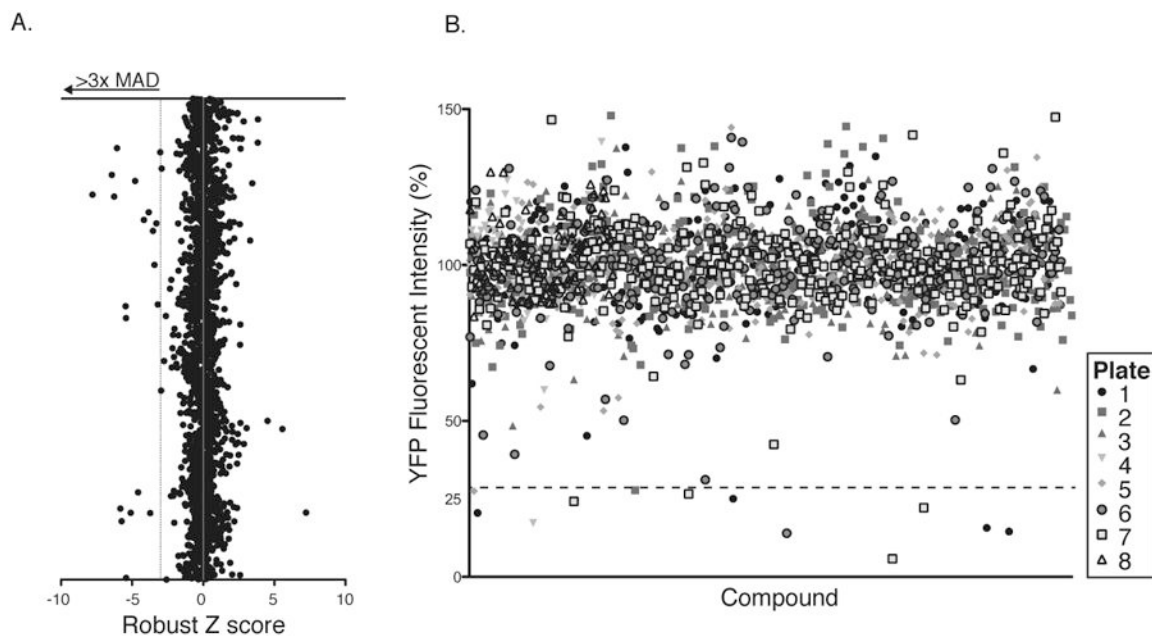 A.
>3x MAD
-10
-5
0
5
10
Robust Z score
B.
YFP Fluorescent Intensity (%)
150
100
50
25
0
Compound
Plate
1
2
3
4
5
6
7
8